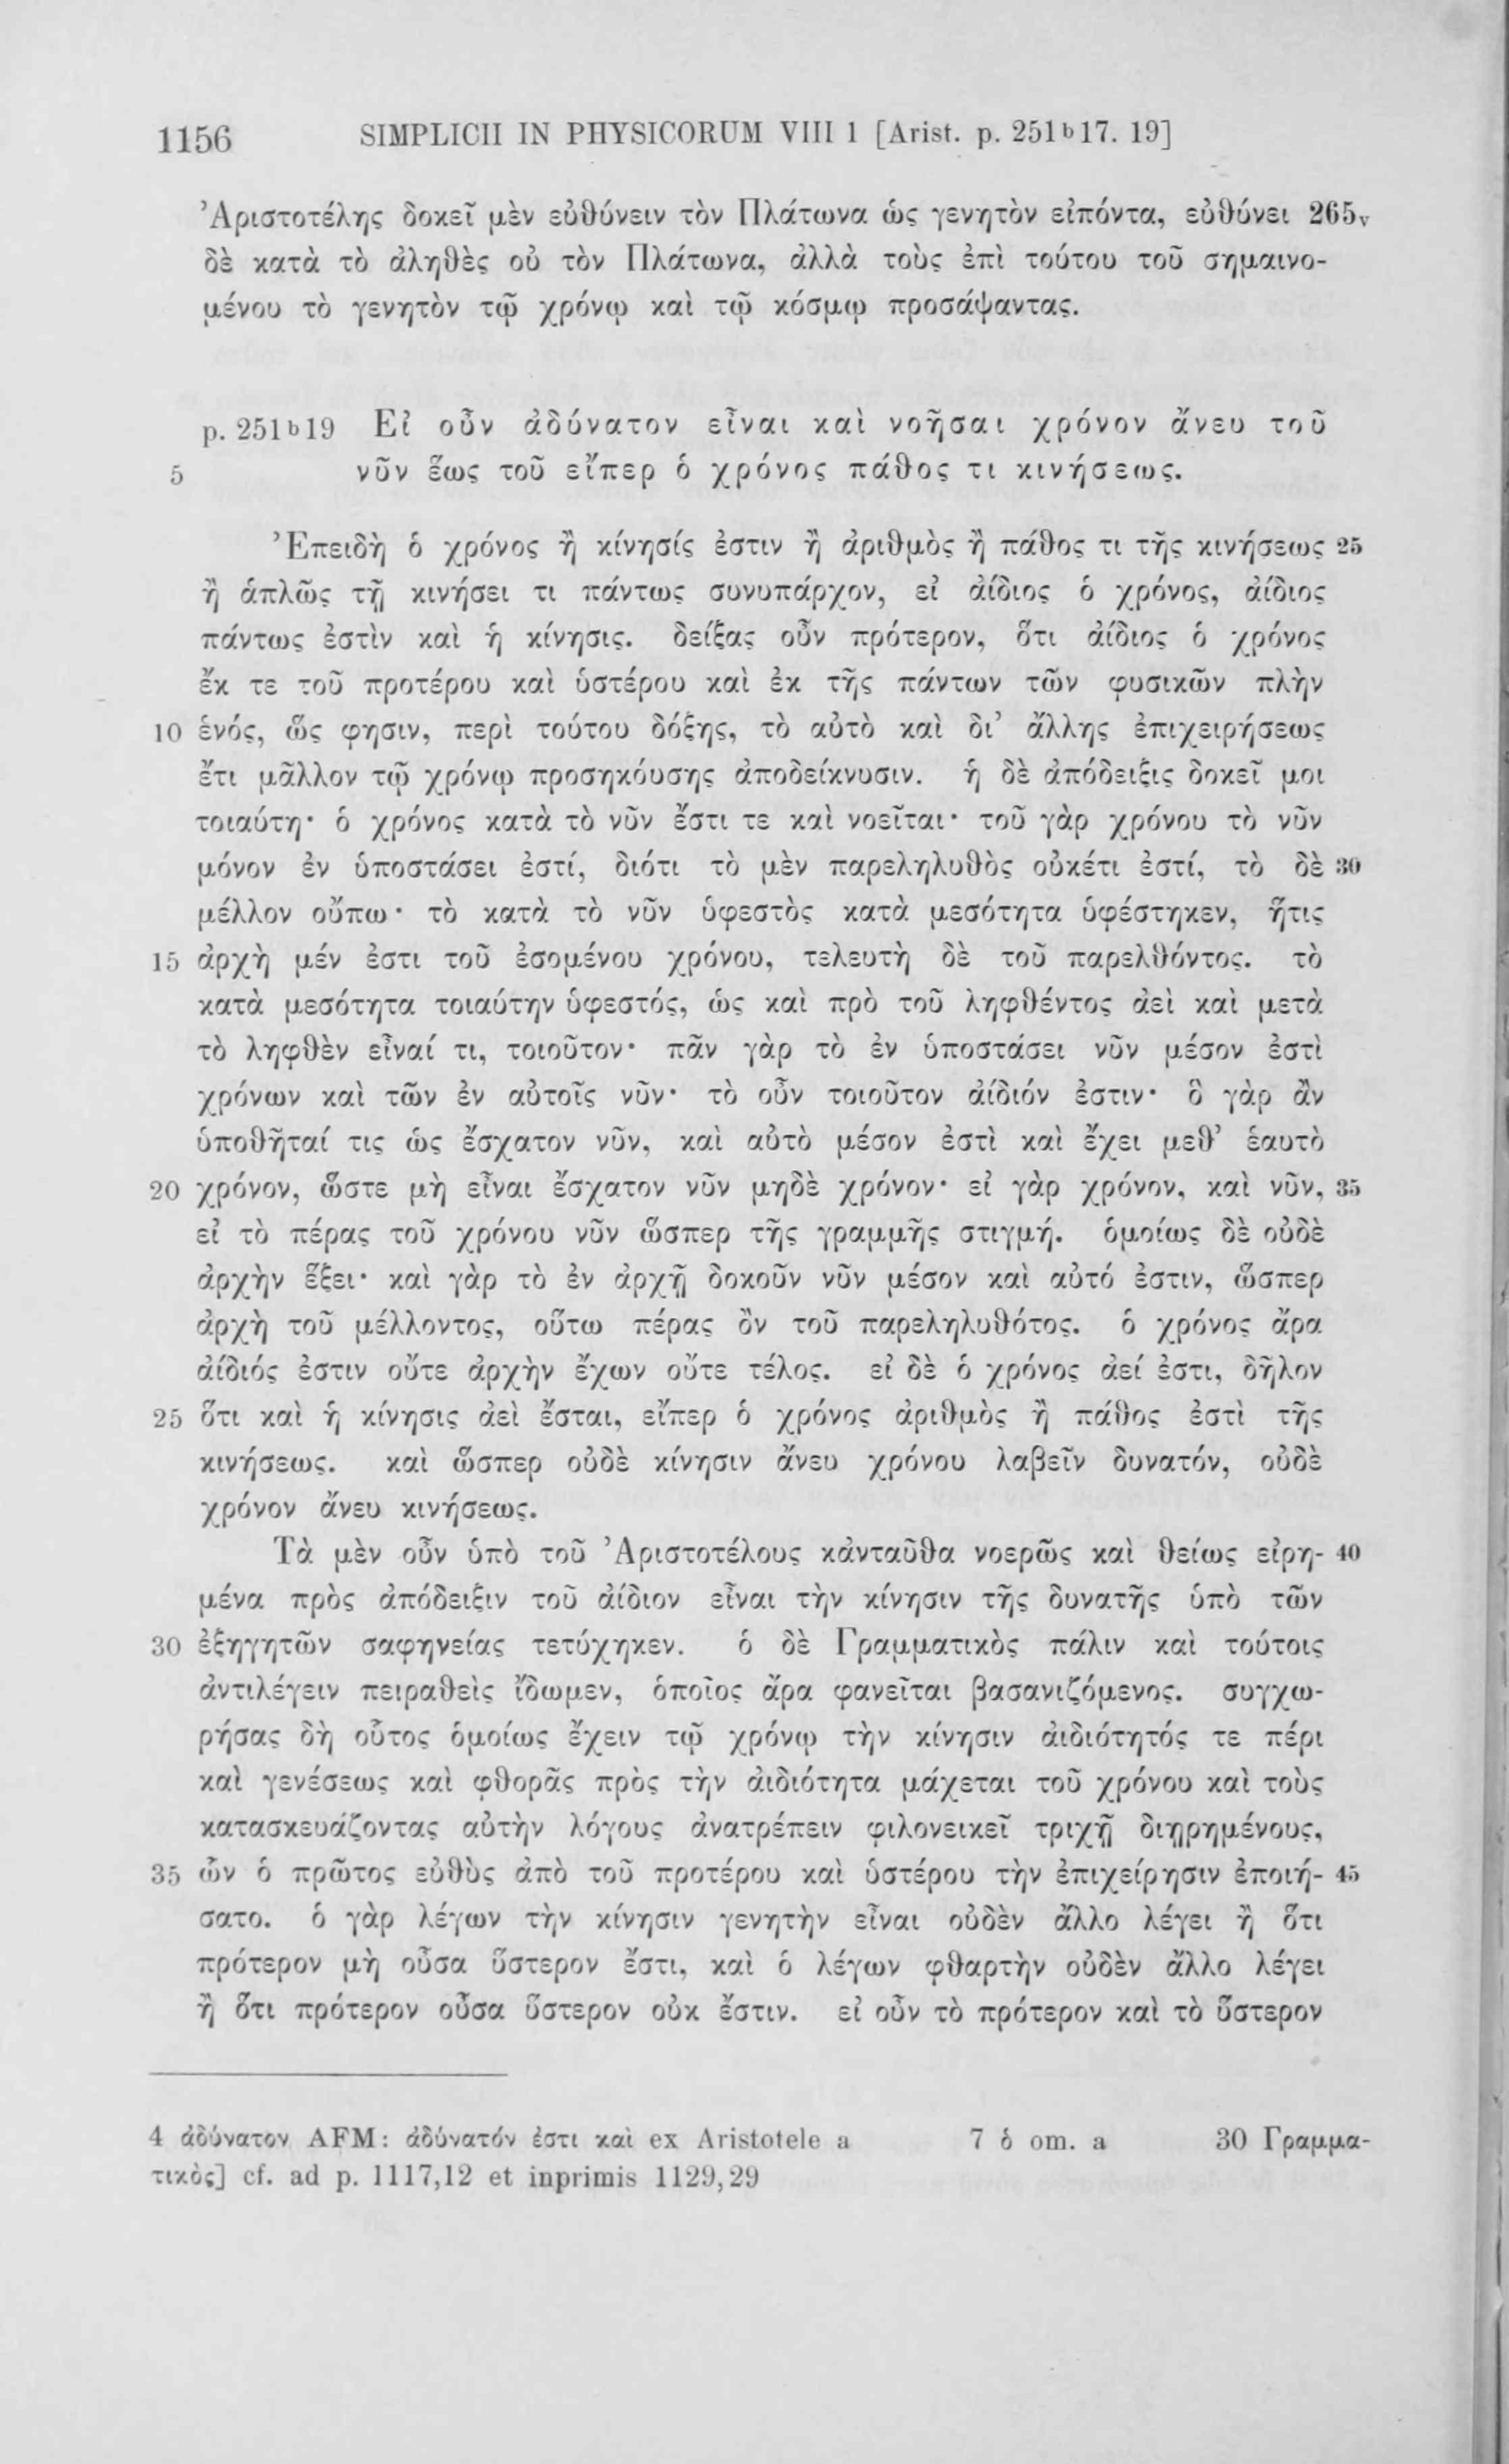 1156 SIMPLICII IN PHYSICORUM VIII 1 [Arist. p. 251b17. 19]
Ἀριστοτέλης δοκεῖ μὲν εὐθύνειν τὸν Πλάτωνα ὡς γενητὸν εἰπόντα, εὐθύνει 265v
δὲ κατὰ τὸ ἀληθὲς οὐ τὸν Πλάτωνα, ἀλλὰ τοὺς ἐπὶ τούτου τοῦ σημαινο-
μένου τὸ γενητὸν τῷ χρόνῳ καὶ τῷ κόσμῳ προσάψαντας.
p. 251b19 Εἰ οὖν ἀδύνατον εἶναι καὶ νοῆσαι χρόνον ἄνευ τοῦ
5 νῦν ἕως τοῦ εἴπερ ὁ χρόνος πάθος τι κινήσεως.
Ἐπειδὴ ὁ χρόνος ἢ κίνησίς ἐστιν ἢ ἀριθμὸς ἢ πάθος τι τῆς κινήσεως 25
ἢ ἁπλῶς τῇ κινήσει τι πάντως συνυπάρχον, εἰ ἀίδιος ὁ χρόνος, ἀίδιος
πάντως ἐστὶν καὶ ἡ κίνησις. δείξας οὖν πρότερον, ὅτι ἀίδιος ὁ χρόνος
ἔκ τε τοῦ προτέρου καὶ ὑστέρου καὶ ἐκ τῆς πάντων τῶν φυσικῶν πλὴν
10 ἑνός, ὥς φησιν, περὶ τούτου δόξης, τὸ αὐτὸ καὶ δι’ ἄλλης ἐπιχειρήσεως
ἔτι μᾶλλον τῷ χρόνῳ προσηκούσης ἀποδείκνυσιν. ἡ δὲ ἀπόδειξις δοκεῖ μοι
τοιαύτη· ὁ χρόνος κατὰ τὸ νῦν ἔστι τε καὶ νοεῖται· τοῦ γὰρ χρόνου τὸ νῦν
μόνον ἐν ὑποστάσει ἐστί, διότι τὸ μὲν παρεληλυθὸς οὐκέτι ἐστί, τὸ δὲ 30
μέλλον οὔπω· τὸ κατὰ τὸ νῦν ὑφεστὸς κατὰ μεσότητα ὑφέστηκεν, ἥτις
15 ἀρχὴ μέν ἐστι τοῦ ἐσομένου χρόνου, τελευτὴ δὲ τοῦ παρελθόντος. τὸ
κατὰ μεσότητα τοιαύτην ὑφεστός, ὡς καὶ πρὸ τοῦ ληφθέντος ἀεὶ καὶ μετὰ
τὸ ληφθὲν εἶναί τι, τοιοῦτον· πᾶν γὰρ τὸ ἐν ὑποστάσει νῦν μέσον ἐστὶ
χρόνων καὶ τῶν ἐν αὐτοῖς νῦν· τὸ οὖν τοιοῦτον ἀίδιόν ἐστιν· ὃ γὰρ ἂν
ὑποθῆταί τις ὡς ἔσχατον νῦν, καὶ αὐτὸ μέσον ἐστὶ καὶ ἔχει μεθ’ ἑαυτὸ
20 χρόνον, ὥστε μὴ εἶναι ἔσχατον νῦν μηδὲ χρόνον· εἰ γὰρ χρόνον, καὶ νῦν, 35
εἰ τὸ πέρας τοῦ χρόνου νῦν ὥσπερ τῆς γραμμῆς στιγμή. ὁμοίως δὲ οὐδὲ
ἀρχὴν ἕξει· καὶ γὰρ τὸ ἐν ἀρχῇ δοκοῦν νῦν μέσον καὶ αὐτό ἐστιν, ὥσπερ
ἀρχὴ τοῦ μέλλοντος, οὕτω πέρας ὂν τοῦ παρεληλυθότος. ὁ χρόνος ἄρα
ἀίδιός ἐστιν οὔτε ἀρχὴν ἔχων οὔτε τέλος. εἰ δὲ ὁ χρόνος ἀεί ἐστι, δῆλον
25 ὅτι καὶ ἡ κίνησις ἀεὶ ἔσται, εἴπερ ὁ χρόνος ἀριθμὸς ἢ πάθος ἐστὶ τῆς
κινήσεως. καὶ ὥσπερ οὐδὲ κίνησιν ἄνευ χρόνου λαβεῖν δυνατόν, οὐδὲ
χρόνον ἄνευ κινήσεως.
Τὰ μὲν οὖν ὑπὸ τοῦ Ἀριστοτέλους κἀνταῦθα νοερῶς καὶ θείως εἰρη- 40
μένα πρὸς ἀπόδειξιν τοῦ ἀίδιον εἶναι τὴν κίνησιν τῆς δυνατῆς ὑπὸ τῶν
30 ἐξηγητῶν σαφηνείας τετύχηκεν. ὁ δὲ Γραμματικὸς πάλιν καὶ τούτοις
ἀντιλέγειν πειραθεὶς ἴδωμεν, ὁποῖος ἄρα φανεῖται βασανιζόμενος. συγχω-
ρήσας δὴ οὗτος ὁμοίως ἔχειν τῷ χρόνῳ τὴν κίνησιν ἀιδιότητός τε πέρι
καὶ γενέσεως καὶ φθορᾶς πρὸς τὴν ἀιδιότητα μάχεται τοῦ χρόνου καὶ τοὺς
κατασκευάζοντας αὐτὴν λόγους ἀνατρέπειν φιλονεικεῖ τριχῇ διῃρημένους,
35 ὧν ὁ πρῶτος εὐθὺς ἀπὸ τοῦ προτέρου καὶ ὑστέρου τὴν ἐπιχείρησιν ἐποιή- 45
σατο. ὁ γὰρ λέγων τὴν κίνησιν γενητὴν εἶναι οὐδὲν ἄλλο λέγει ἢ ὅτι
πρότερον μὴ οὖσα ὕστερον ἔστι, καὶ ὁ λέγων φθαρτὴν οὐδὲν ἄλλο λέγει
ἢ ὅτι πρότερον οὖσα ὕστερον οὐκ ἔστιν. εἰ οὖν τὸ πρότερον καὶ τὸ ὕστερον
4 ἀδύνατον AFM: ἀδύνατόν ἐστι καὶ ex Aristotele a 7 ὁ om. a 30 Γραμμα-
τικὸς] cf. ad p. 1117,12 et inprimis 1129,29